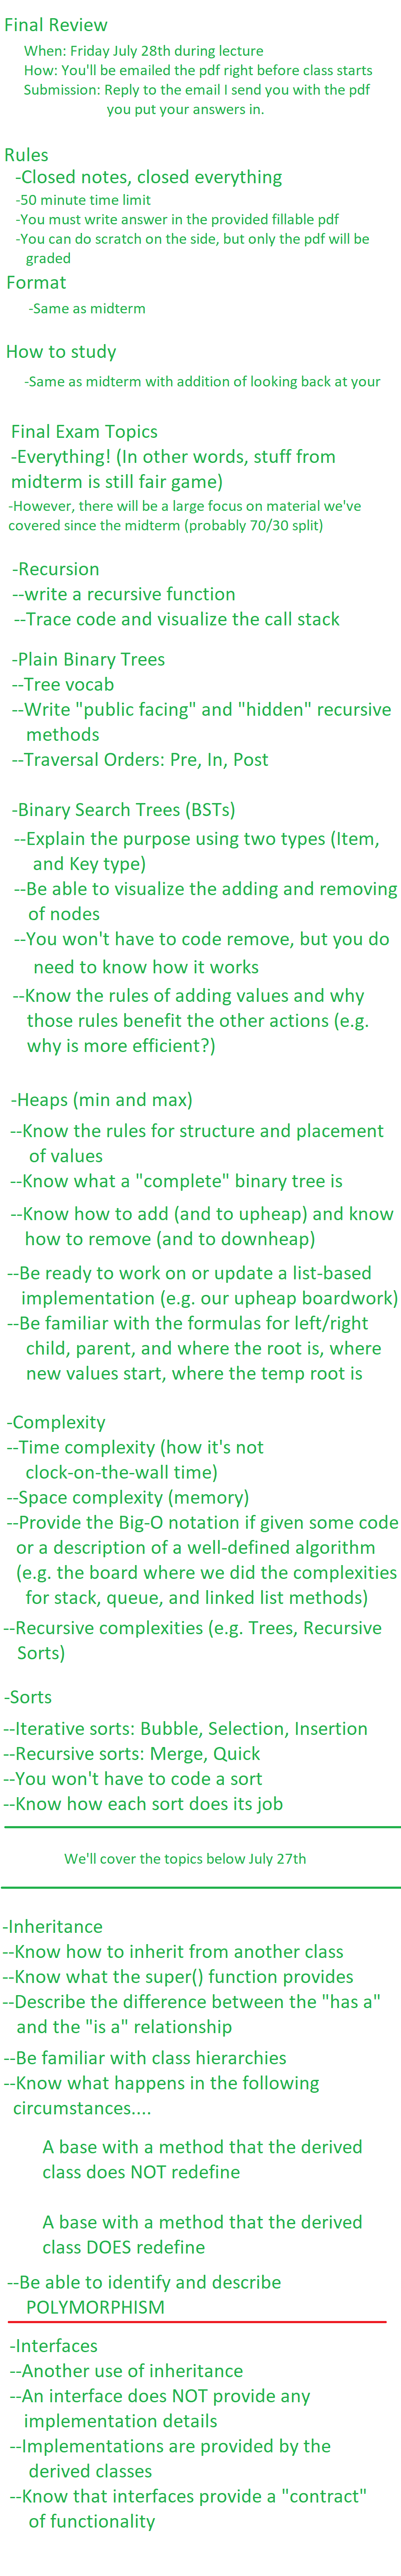 Final Review
When: Friday July 28th during lecture
How: You'll be emailed the pdf right before class starts
Submission: Reply to the email I send you with the pdf
you put your answers in.
Rules
-Closed notes, closed everything
-50 minute time limit
-You must write answer in the provided fillable pdf
-You can do scratch on the side, but only the pdf will be
graded
Format
-Same as midterm
How to study
-Same as midterm with addition of looking back at your
Final Exam Topics
-Everything! (In other words, stuff from
midterm is still fair game)
-However, there will be a large focus on material we've
covered since the midterm (probably 70/30 split)
-Recursion
--write a recursive function
--Trace code and visualize the call stack
-Plain Binary Trees
--Tree vocab
--Write "public facing" and "hidden" recursive
methods
--Traversal Orders: Pre, In, Post
-Binary Search Trees (BSTs)
--Explain the purpose using two types (Item,
and Key type)
--Be able to visualize the adding and removing
of nodes
--You won't have to code remove, but you do
need to know how it works
--Know the rules of adding values and why
those rules benefit the other actions (e.g.
why is more efficient?)
-Heaps (min and max)
--Know the rules for structure and placement
of values
--Know what a "complete" binary tree is
--Know how to add (and to upheap) and know
how to remove (and to downheap)
--Be ready to work on or update a list-based
implementation (e.g. our upheap boardwork)
--Be familiar with the formulas for left/right
child, parent, and where the root is, where
new values start, where the temp root is
-Complexity
--Time complexity (how it's not
clock-on-the-wall time)
--Space complexity (memory)
--Provide the Big-O notation if given some code
or a description of a well-defined algorithm
(e.g. the board where we did the complexities
for stack, queue, and linked list methods)
--Recursive complexities (e.g. Trees, Recursive
Sorts)
-Sorts
--Iterative sorts: Bubble, Selection, Insertion
--Recursive sorts: Merge, Quick
--You won't have to code a sort
--Know how each sort does its job
We'll cover the topics below July 27th
-Inheritance
--Know how to inherit from another class
--Know what the super() function provides
--Describe the difference between the "has a"
and the "is a" relationship
--Be familiar with class hierarchies
--Know what happens in the following
circumstances....
A base with a method that the derived
class does NOT redefine
A base with a method that the derived
class DOES redefine
--Be able to identify and describe
POLYMORPHISM
-Interfaces
--Another use of inheritance
--An interface does NOT provide any
implementation details
--Implementations are provided by the
derived classes
--Know that interfaces provide a "contract"
of functionality